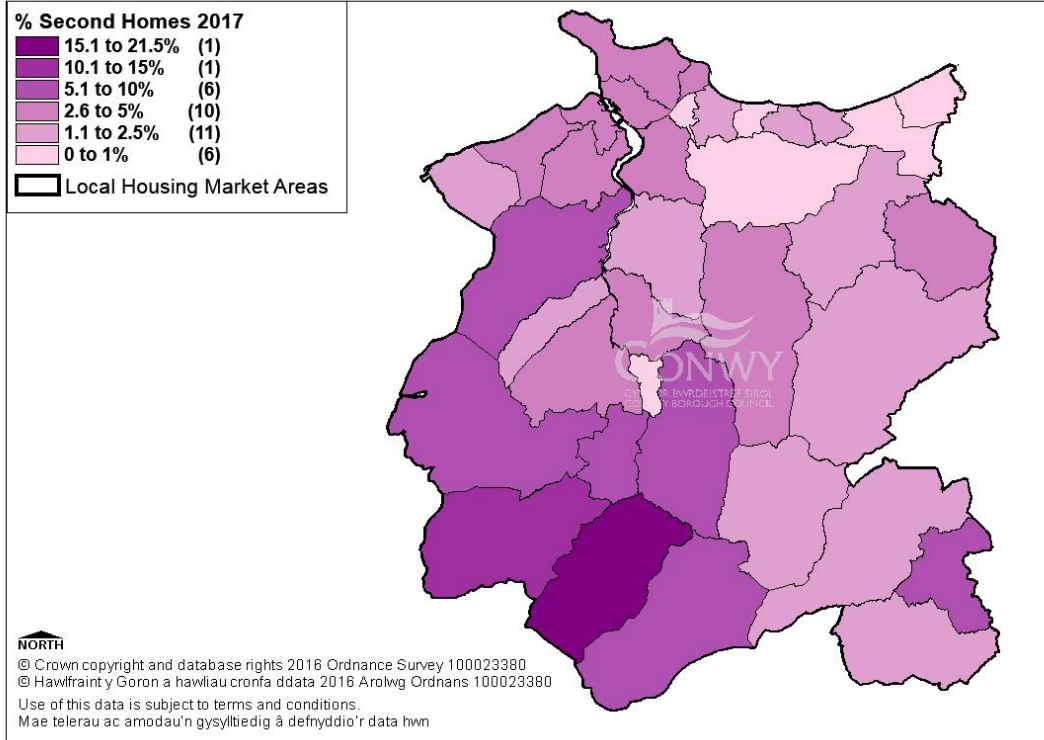 % Second Homes 2017
15.1 to 21.5% (1)
10.1 to 15% (1)
5.1 to 10% (6)
2.6 to 5% (10)
1.1 to 2.5% (11)
0 to 1% (6)
Local Housing Market Areas
CONWY
CYNGOR BWRDEISTREF SIROL
COUNTY BOROUGH COUNCIL
NORTH
© Crown copyright and database rights 2016 Ordnance Survey 100023380
© Hawlfraint y Goron a hawliau cronfa ddata 2016 Arolwg Ordnans 100023380
Use of this data is subject to terms and conditions.
Mae telerau ac amodau'n gysylltiedig â defnyddio'r data hwn